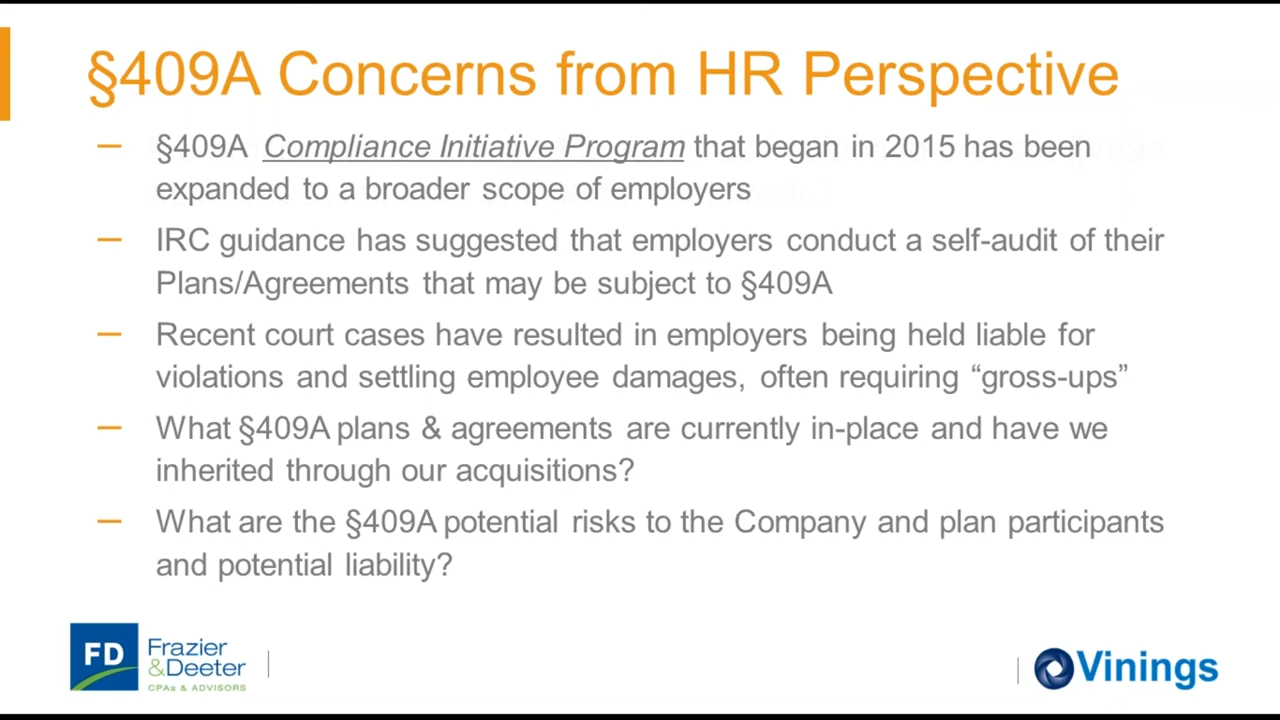 §409A Concerns from HR Perspective
– §409A Compliance Initiative Program that began in 2015 has been
expanded to a broader scope of employers
– IRC guidance has suggested that employers conduct a self-audit of their
Plans/Agreements that may be subject to §409A
– Recent court cases have resulted in employers being held liable for
violations and settling employee damages, often requiring “gross-ups”
– What §409A plans & agreements are currently in-place and have we
inherited through our acquisitions?
– What are the §409A potential risks to the Company and plan participants
and potential liability?
FD
Frazier
&Deeter
CPAs & ADVISORS
Vinings